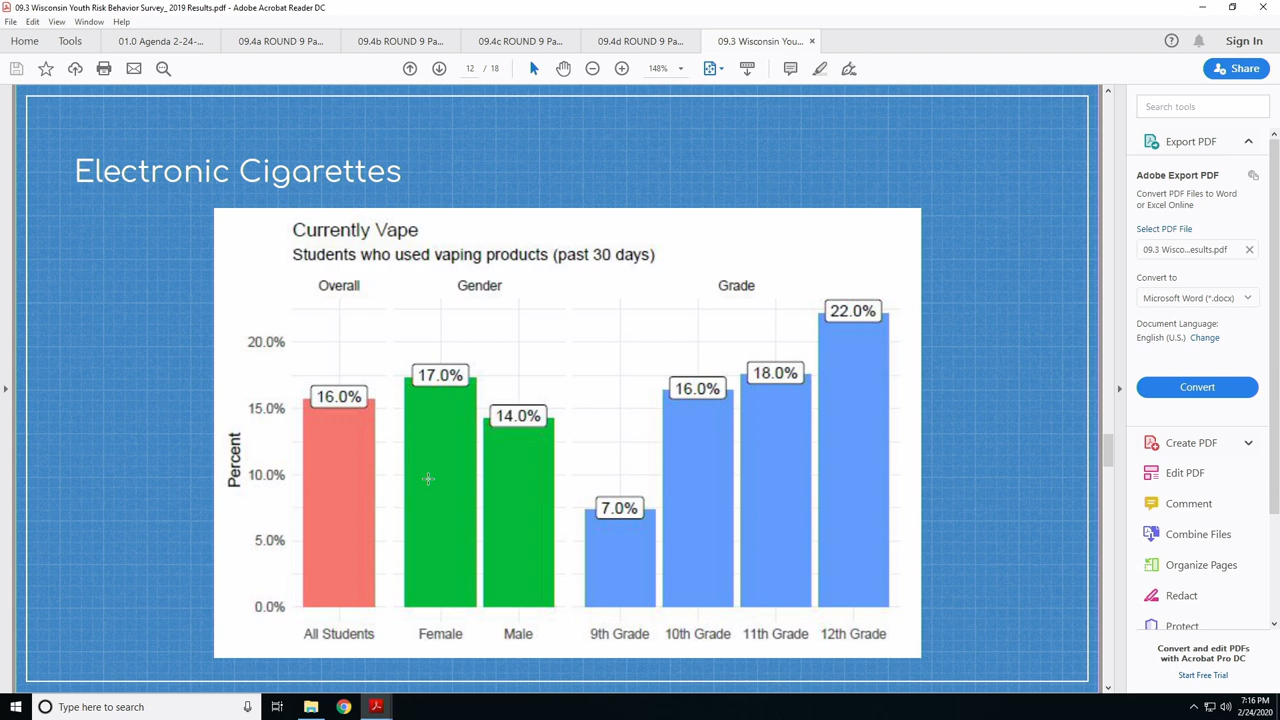 09.3 Wisconsin Youth Risk Behavior Survey_ 2019 Results.pdf - Adobe Acrobat Reader DC
File Edit View Window Help
Home Tools 01.0 Agenda 2-24-... 09.4a ROUND 9 Pa... 09.4b ROUND 9 Pa... 09.4c ROUND 9 Pa... 09.4d ROUND 9 Pa... 09.3 Wisconsin You... × Sign In
12 / 18 148% Share
Electronic Cigarettes
Currently Vape
Students who used vaping products (past 30 days)
Overall Gender Grade
22.0%
20.0%
17.0%
18.0%
16.0%
16.0%
15.0%
14.0%
Percent
10.0%
7.0%
5.0%
0.0%
All Students Female Male 9th Grade 10th Grade 11th Grade 12th Grade
Search tools
Export PDF
Adobe Export PDF
Convert PDF Files to Word
or Excel Online
Select PDF File
09.3 Wisco...esults.pdf
Convert to
Microsoft Word (*.docx)
Document Language:
English (U.S.) Change
Convert
Create PDF
Edit PDF
Comment
Combine Files
Organize Pages
Redact
Protect
Convert and edit PDFs
with Acrobat Pro DC
Start Free Trial
Type here to search
7:16 PM
2/24/2020